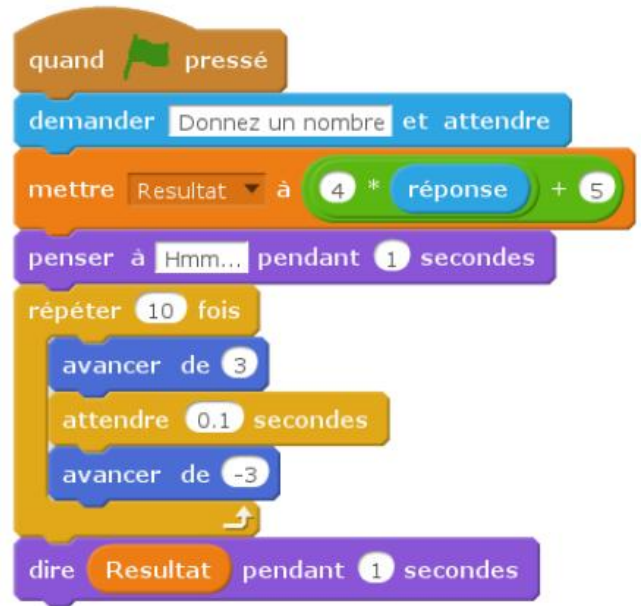 quand pressé
demander Donnez un nombre et attendre
mettre Resultat à 4 * réponse + 5
penser à Hmm... pendant 1 secondes
répéter 10 fois
avancer de 3
attendre 0.1 secondes
avancer de -3
dire Resultat pendant 1 secondes